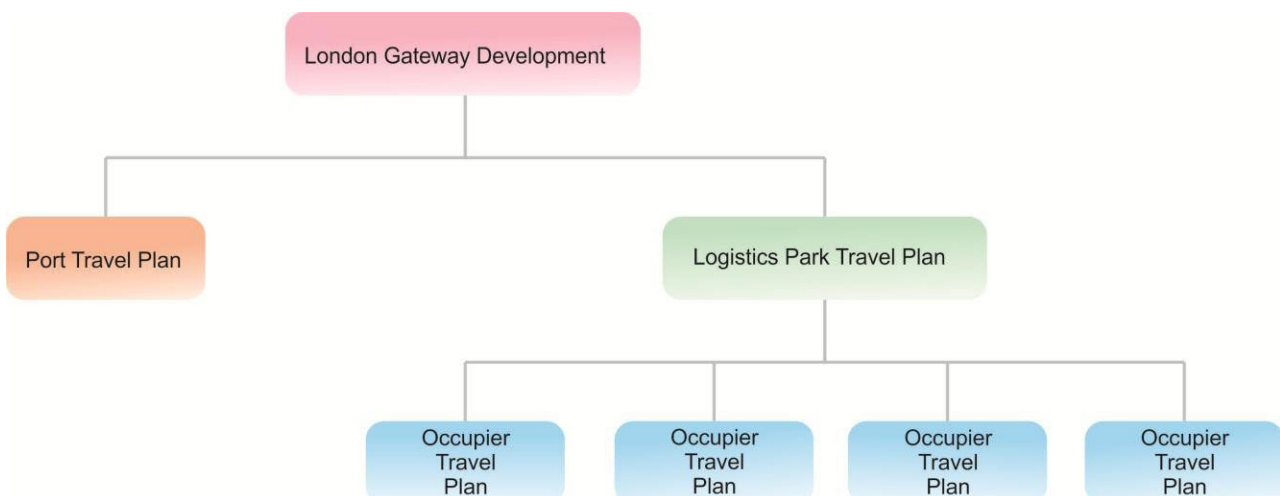 London Gateway Development
Port Travel Plan
Logistics Park Travel Plan
Occupier
Travel
Plan
Occupier
Travel
Plan
Occupier
Travel
Plan
Occupier
Travel
Plan